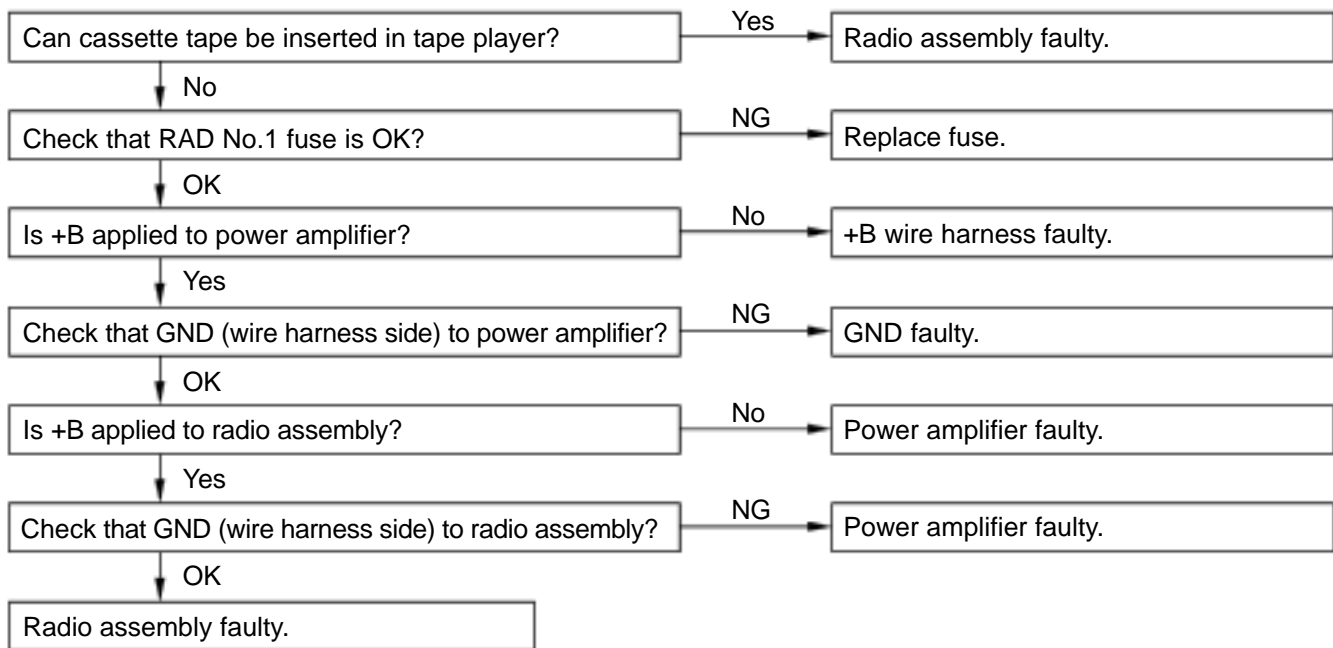 Can cassette tape be inserted in tape player?
Yes
Radio assembly faulty.
No
Check that RAD No.1 fuse is OK?
NG
Replace fuse.
OK
Is +B applied to power amplifier?
No
+B wire harness faulty.
Yes
Check that GND (wire harness side) to power amplifier?
NG
GND faulty.
OK
Is +B applied to radio assembly?
No
Power amplifier faulty.
Yes
Check that GND (wire harness side) to radio assembly?
NG
Power amplifier faulty.
OK
Radio assembly faulty.